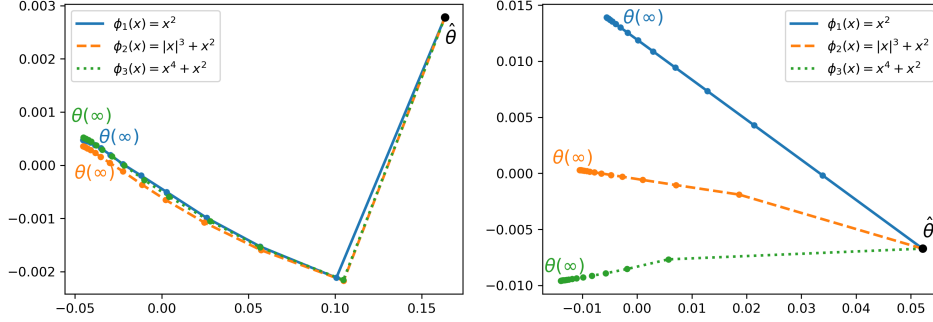 0.003
0.002
0.001
0.000
−0.001
−0.002
−0.05
0.00
0.05
0.10
0.15
ϕ₁(x) = x²
ϕ₂(x) = |x|³ + x²
ϕ₃(x) = x⁴ + x²
θ̂
θ(∞)
θ(∞)
θ(∞)
0.015
0.010
0.005
0.000
−0.005
−0.010
−0.01
0.00
0.01
0.02
0.03
0.04
0.05
ϕ₁(x) = x²
ϕ₂(x) = |x|³ + x²
ϕ₃(x) = x⁴ + x²
θ(∞)
θ(∞)
θ̂
θ(∞)